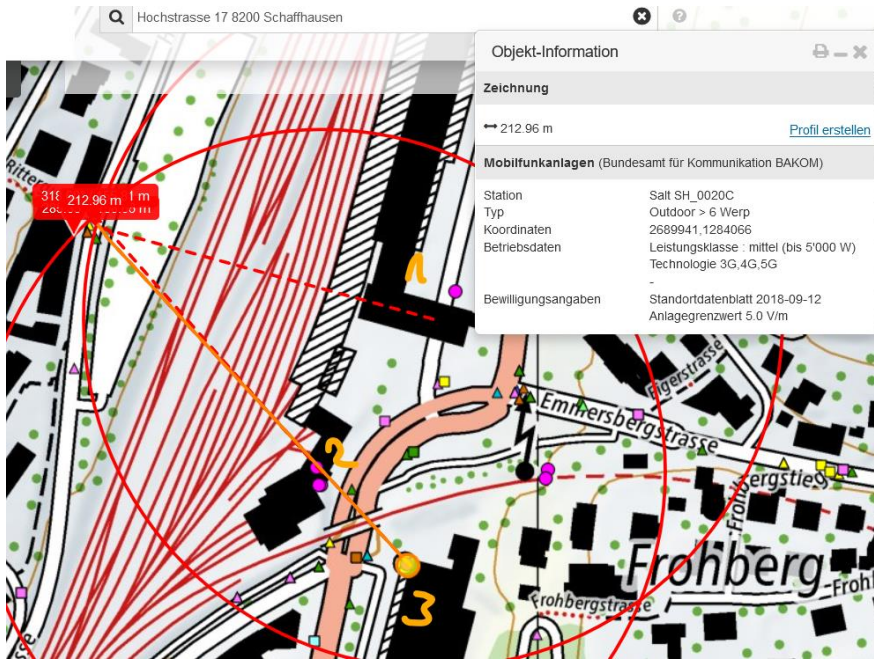 Hochstrasse 17 8200 Schaffhausen
Objekt-Information
Zeichnung
212.96 m
Profil erstellen
Mobilfunkanlagen (Bundesamt für Kommunikation BAKOM)
Station Salt SH_0020C
Typ Outdoor > 6 Werp
Koordinaten 2689941,1284066
Betriebsdaten Leistungsklasse : mittel (bis 5'000 W)
Technologie 3G,4G,5G
-
Bewilligungsangaben Standortdatenblatt 2018-09-12
Anlagegrenzwert 5.0 V/m
212.96 m
1
Eigerstrasse
Emmersbergstrasse
2
Frohberg
3
Frohbergstrasse